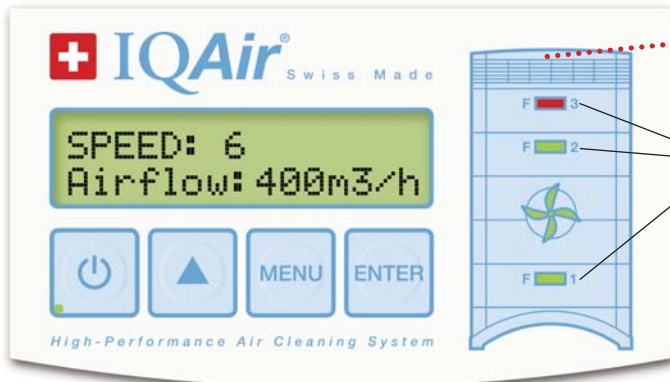 IQAir®
Swiss Made
SPEED: 6
Airflow:400m3/h
MENU ENTER
High-Performance Air Cleaning System
F 3
F 2
F 1